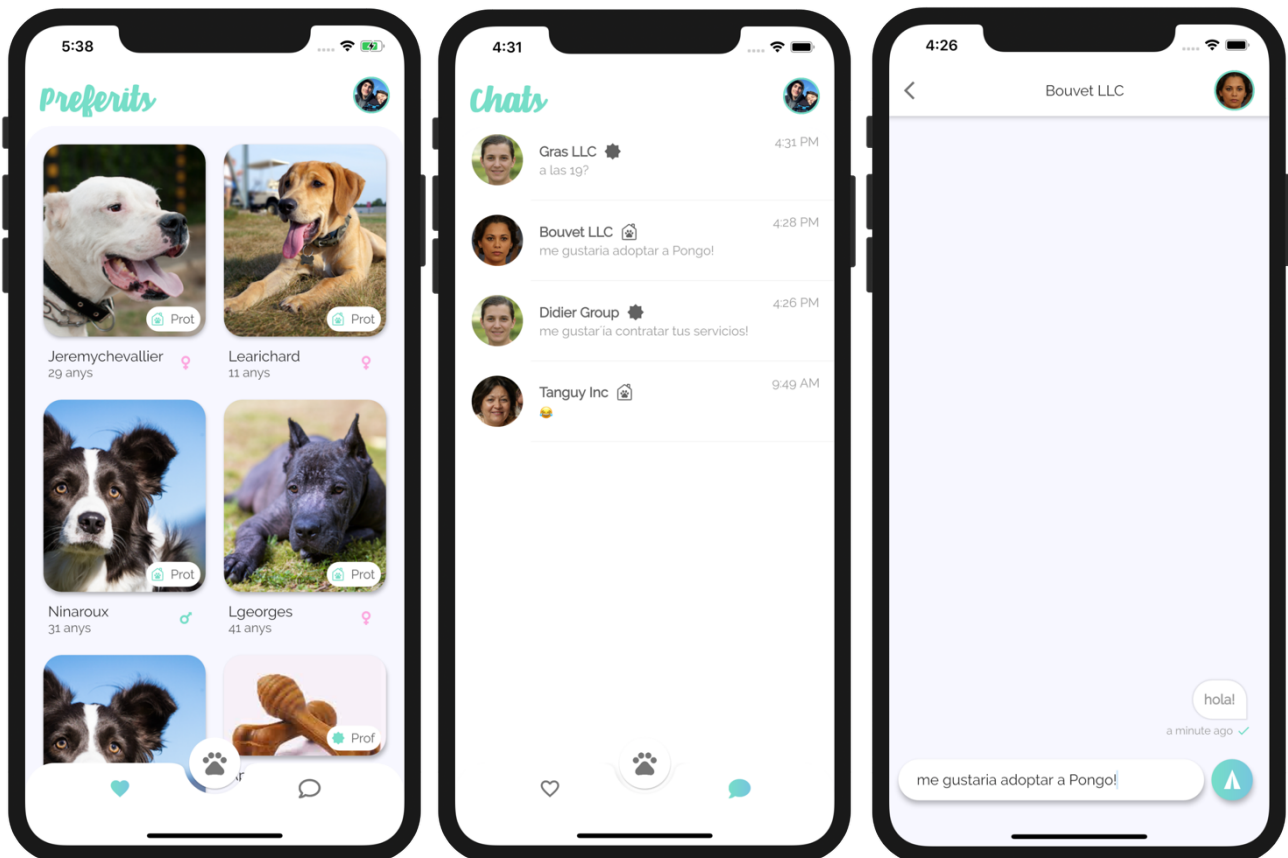 5:38
Preferits
Prot
Prot
Jeremychevallier
29 anys
Learichard
11 anys
Prot
Prot
Ninaroux
31 anys
Lgeorges
41 anys
Prof
4:31
Chats
Gras LLC
4:31 PM
a las 19?
Bouvet LLC
4:28 PM
me gustaria adoptar a Pongo!
Didier Group
4:26 PM
me gustar¨ia contratar tus servicios!
Tanguy Inc
9:49 AM
4:26
Bouvet LLC
hola!
a minute ago
me gustaria adoptar a Pongo!